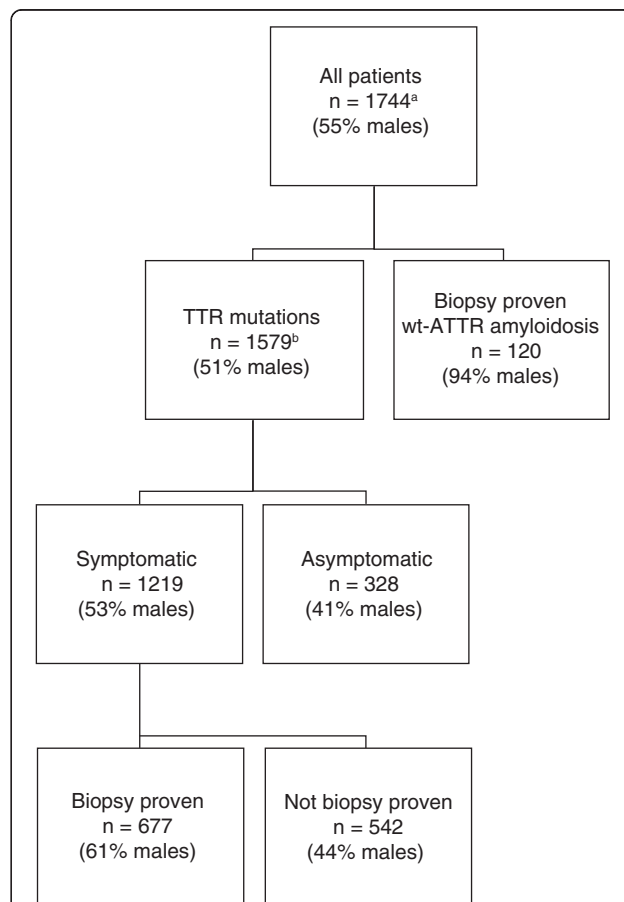 All patients
n = 1744ᵃ
(55% males)
TTR mutations
n = 1579ᵇ
(51% males)
Biopsy proven
wt-ATTR amyloidosis
n = 120
(94% males)
Symptomatic
n = 1219
(53% males)
Asymptomatic
n = 328
(41% males)
Biopsy proven
n = 677
(61% males)
Not biopsy proven
n = 542
(44% males)